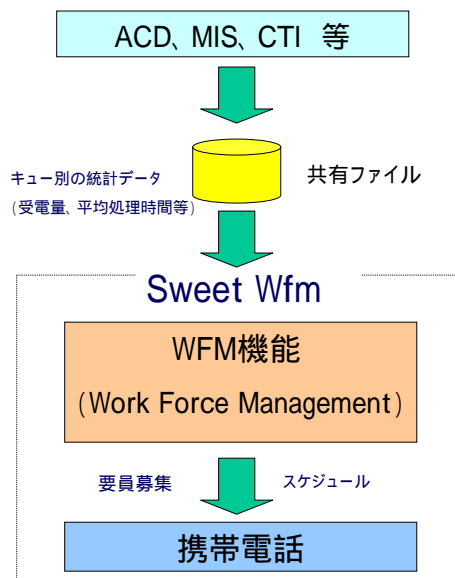 ACD、MIS、CTI 等
キュー別の統計データ
(受電量、平均処理時間等)
共有ファイル
Sweet Wfm
WFM機能
(Work Force Management)
要員募集
スケジュール
携帯電話